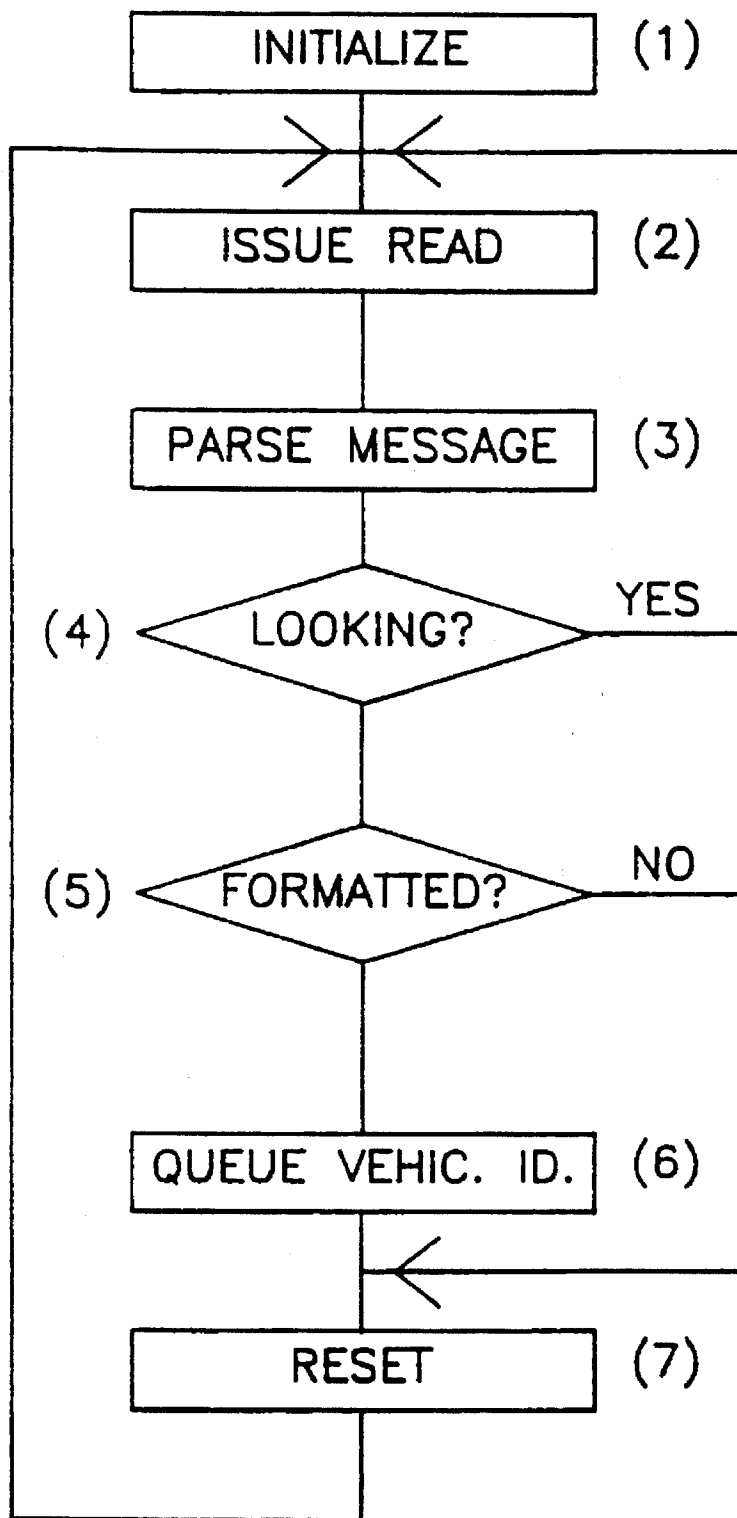 INITIALIZE (1)
ISSUE READ (2)
PARSE MESSAGE (3)
(4) LOOKING? YES
(5) FORMATTED? NO
QUEUE VEHIC. ID. (6)
RESET (7)